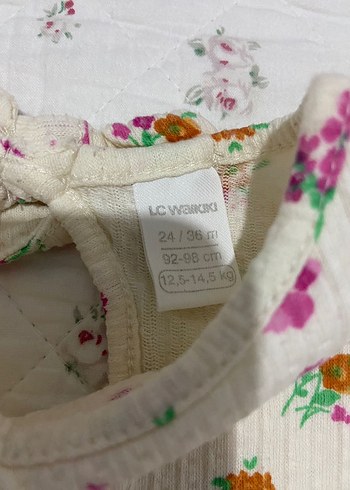 LC WAIKIKI
24 / 36 m
92-98 cm
12,5-14,5 kg